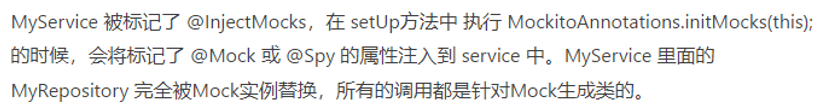 MyService 被标记了 @InjectMocks，在 setUp方法中 执行 MockitoAnnotations.initMocks(this);
的时候，会将标记了 @Mock 或 @Spy 的属性注入到 service 中。MyService 里面的
MyRepository 完全被Mock实例替换，所有的调用都是针对Mock生成类的。